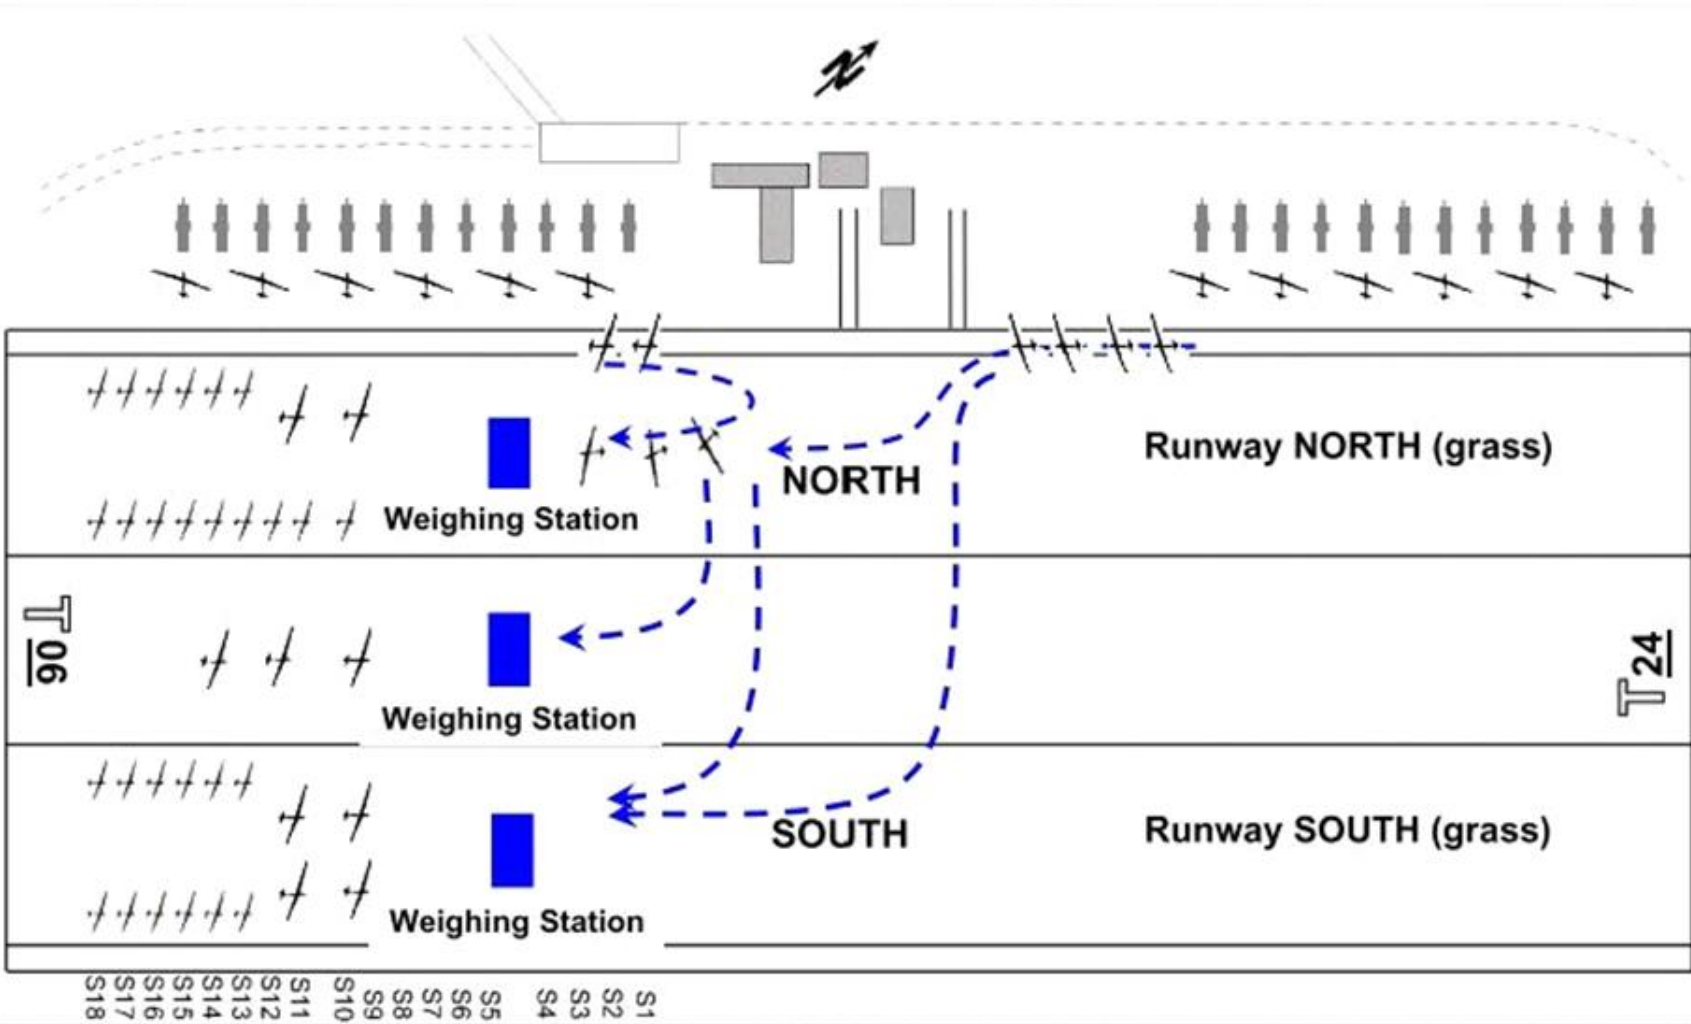 N
Runway NORTH (grass)
NORTH
Weighing Station
T
06
24
T
Weighing Station
Runway SOUTH (grass)
SOUTH
Weighing Station
S18 S17 S16 S15 S14 S13 S12 S11 S10 S9 S8 S7 S6 S5 S4 S3 S2 S1